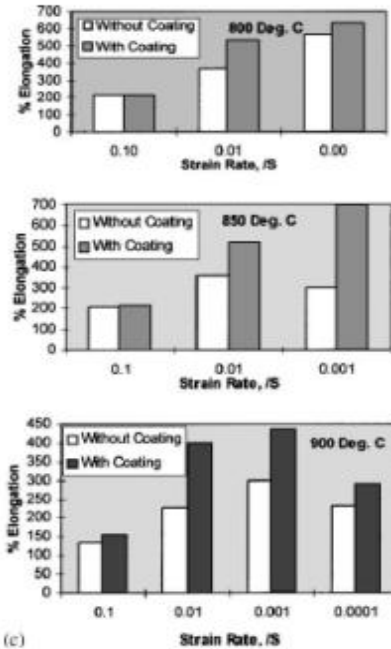 700
600
500
400
300
200
100
0
% Elongation
Without Coating
With Coating
800 Deg. C
0.10 0.01 0.00
Strain Rate, /S
700
600
500
400
300
200
100
0
% Elongation
Without Coating
With Coating
850 Deg. C
0.1 0.01 0.001
Strain Rate, /S
450
400
350
300
250
200
150
100
50
0
% Elongation
Without Coating
With Coating
900 Deg. C
0.1 0.01 0.001 0.0001
(c) Strain Rate, /S